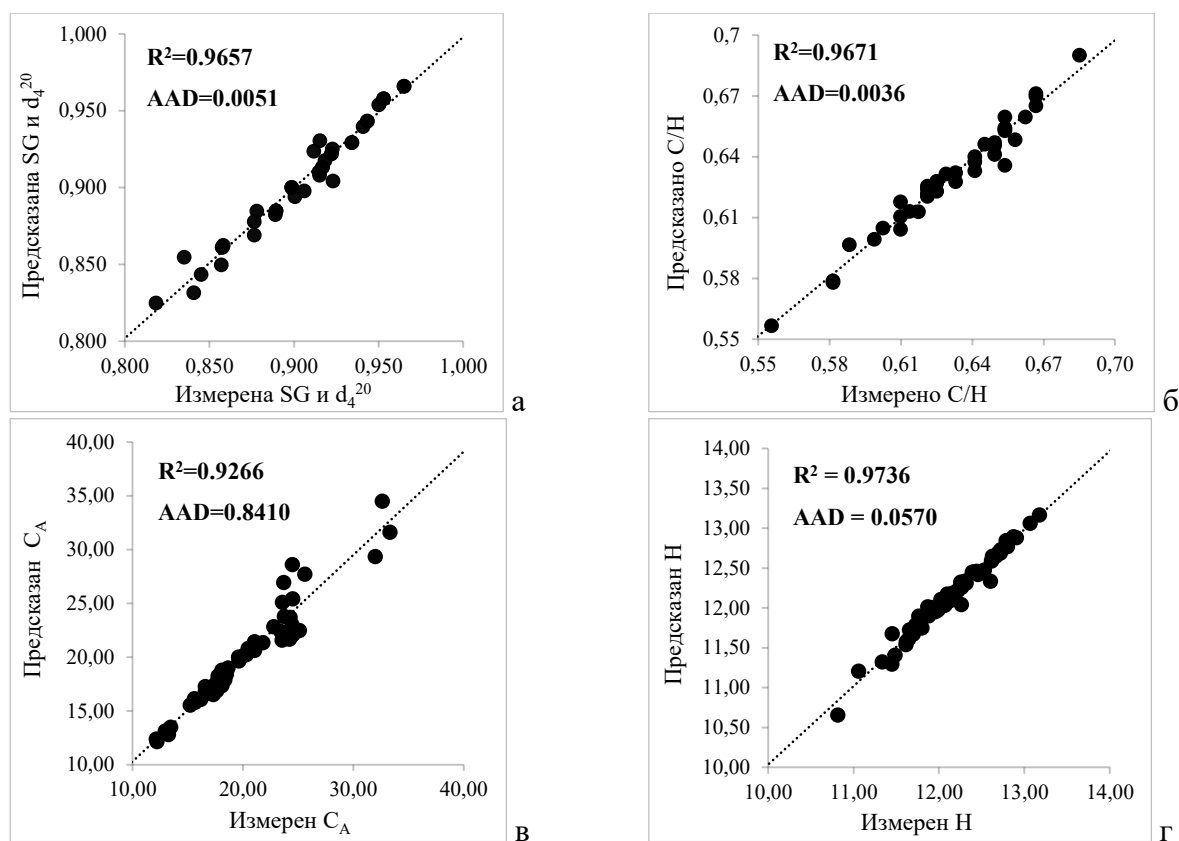 1,000
R²=0.9657
AAD=0.0051
0,950
0,900
0,850
0,800
Предсказана SG и d₄²⁰
0,800 0,850 0,900 0,950 1,000
Измерена SG и d₄²⁰
а
0,7
R²=0.9671
AAD=0.0036
0,67
0,64
0,61
0,58
0,55
Предсказано C/H
0,55 0,58 0,61 0,64 0,67 0,70
Измерено C/H
б
40,00
R²=0.9266
AAD=0.8410
35,00
30,00
25,00
20,00
15,00
10,00
Предсказан C_A
10,00 20,00 30,00 40,00
Измерен C_A
в
14,00
R² = 0.9736
AAD = 0.0570
13,50
13,00
12,50
12,00
11,50
11,00
10,50
10,00
Предсказан H
10,00 11,00 12,00 13,00 14,00
Измерен H
г